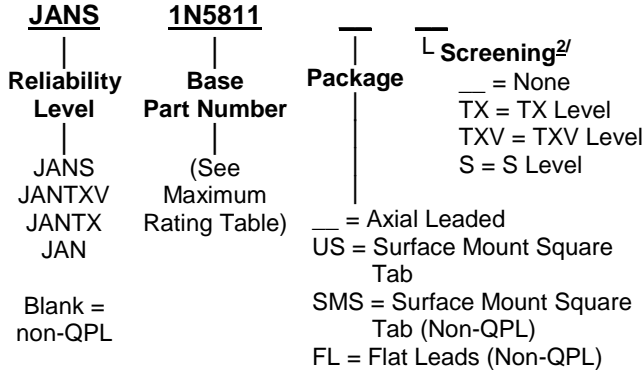 JANS 1N5811 __ __
Screening2/
__ = None
TX = TX Level
TXV = TXV Level
S = S Level
Reliability
Level
JANS
JANTXV
JANTX
JAN
Blank =
non-QPL
Base
Part Number
(See
Maximum
Rating Table)
Package
__ = Axial Leaded
US = Surface Mount Square
Tab
SMS = Surface Mount Square
Tab (Non-QPL)
FL = Flat Leads (Non-QPL)